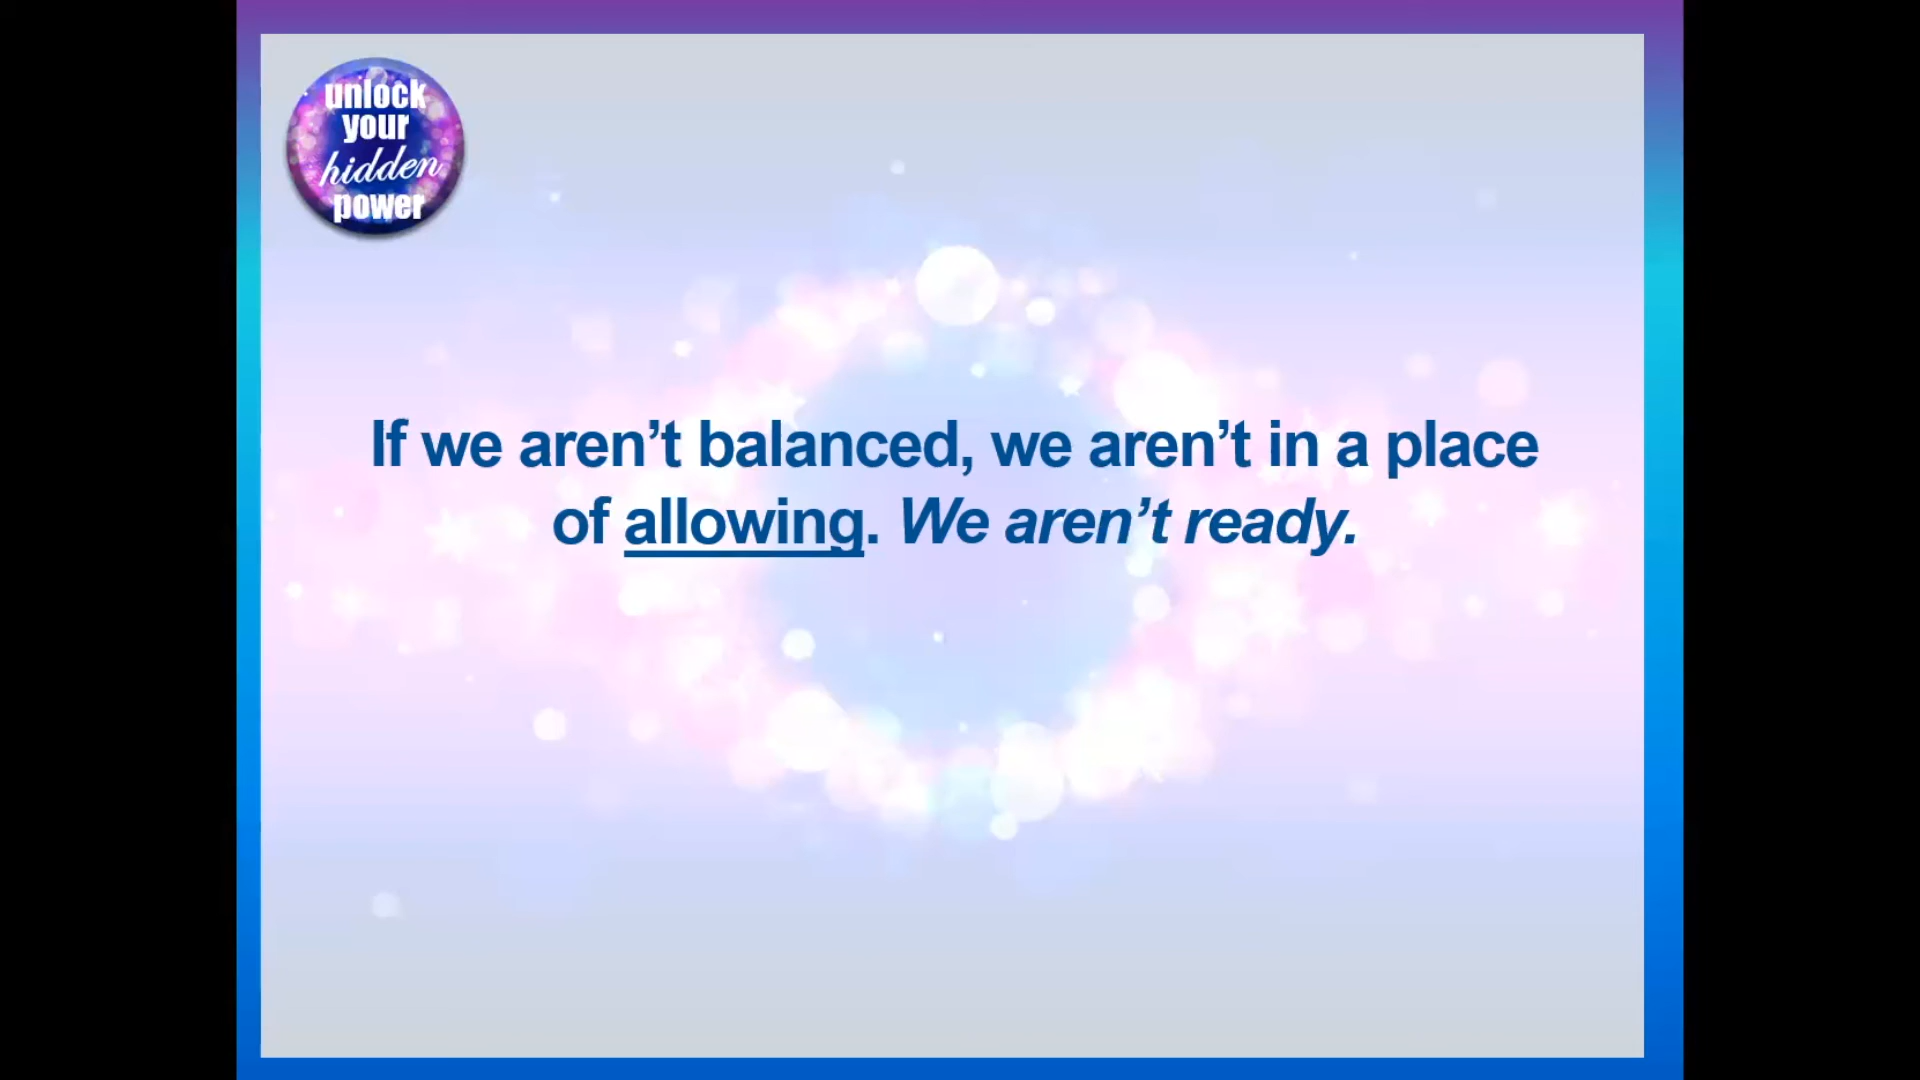 unlock
your
hidden
power
If we aren’t balanced, we aren’t in a place
of allowing. We aren’t ready.